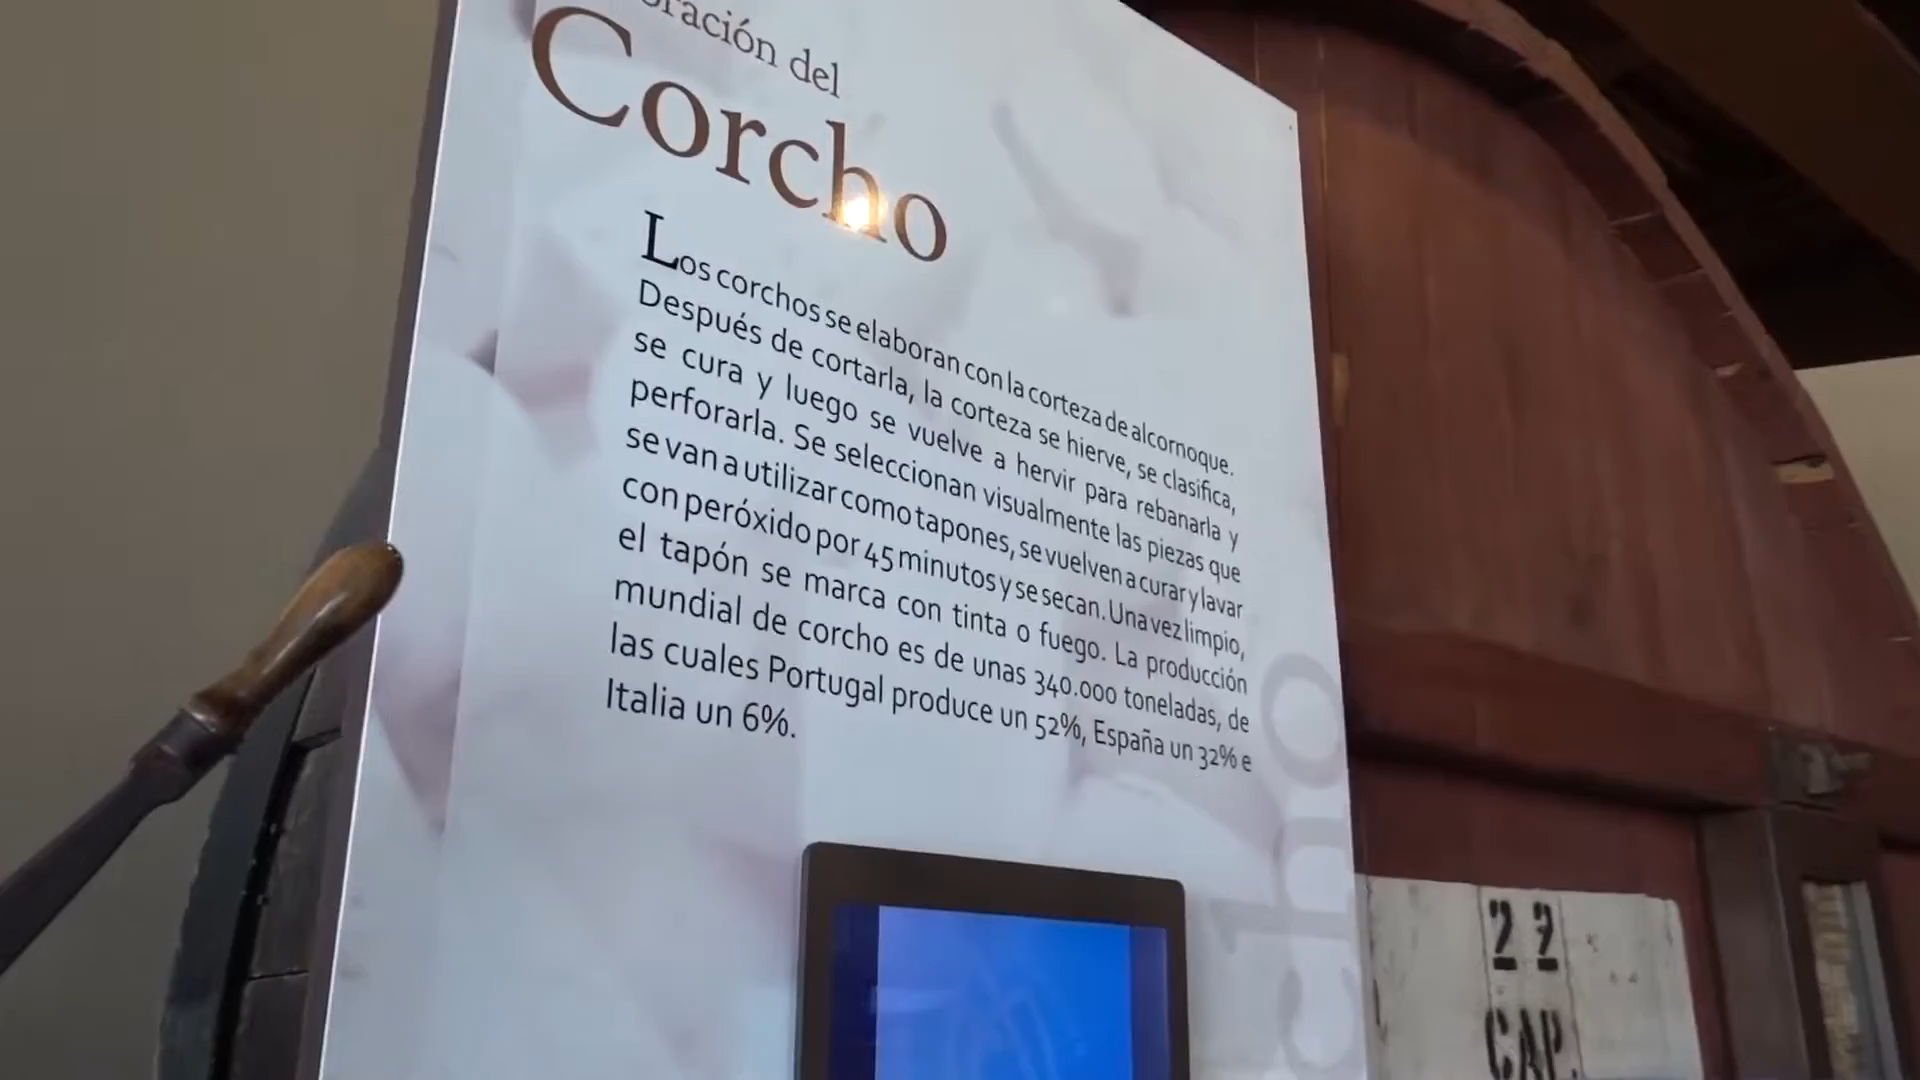 ración del
Corcho
Los corchos se elaboran con la corteza de alcornoque.
Después de cortarla, la corteza se hierve, se clasifica,
se cura y luego se vuelve a hervir para rebanarla y
perforarla. Se seleccionan visualmente las piezas que
se van a utilizar como tapones, se vuelven a curar y lavar
con peróxido por 45 minutos y se secan. Una vez limpio,
el tapón se marca con tinta o fuego. La producción
mundial de corcho es de unas 340.000 toneladas, de
las cuales Portugal produce un 52%, España un 32% e
Italia un 6%.
cho
22
CAP.